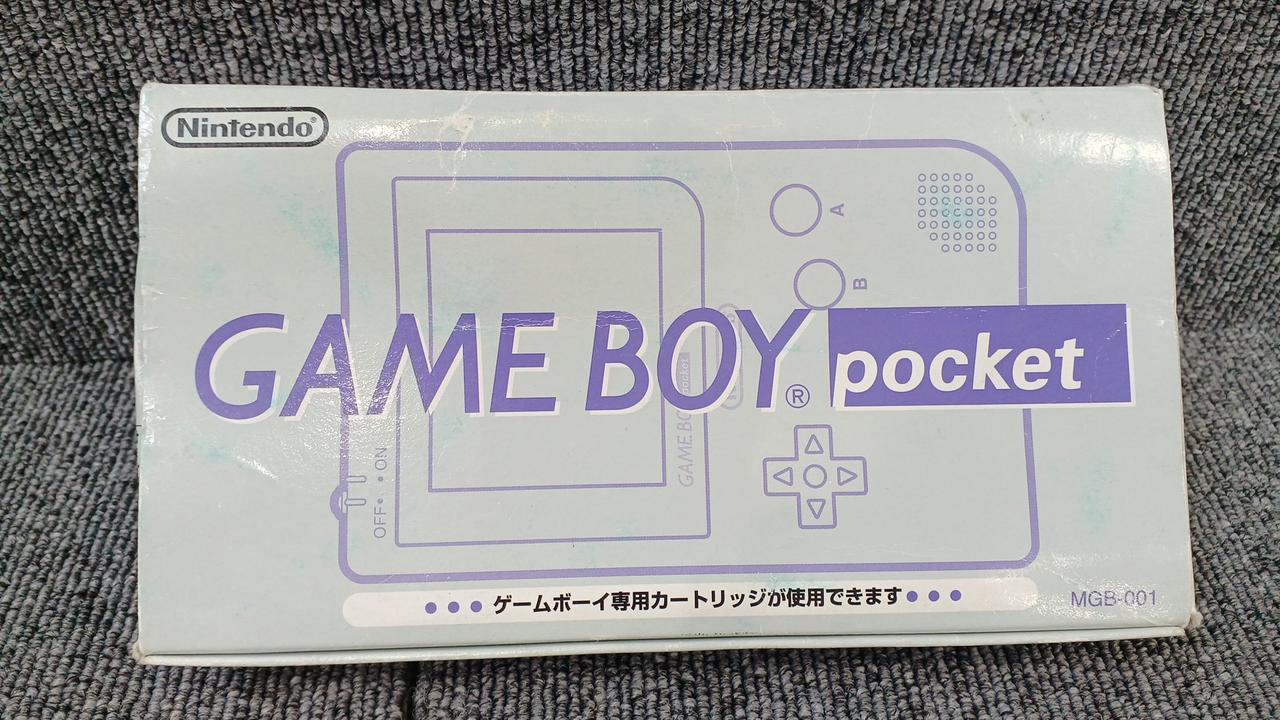 Nintendo®
A
B
GAME BOY® pocket
GAME BOY pocket
OFF• •ON
•••ゲームボーイ専用カートリッジが使用できます•••
MGB-001